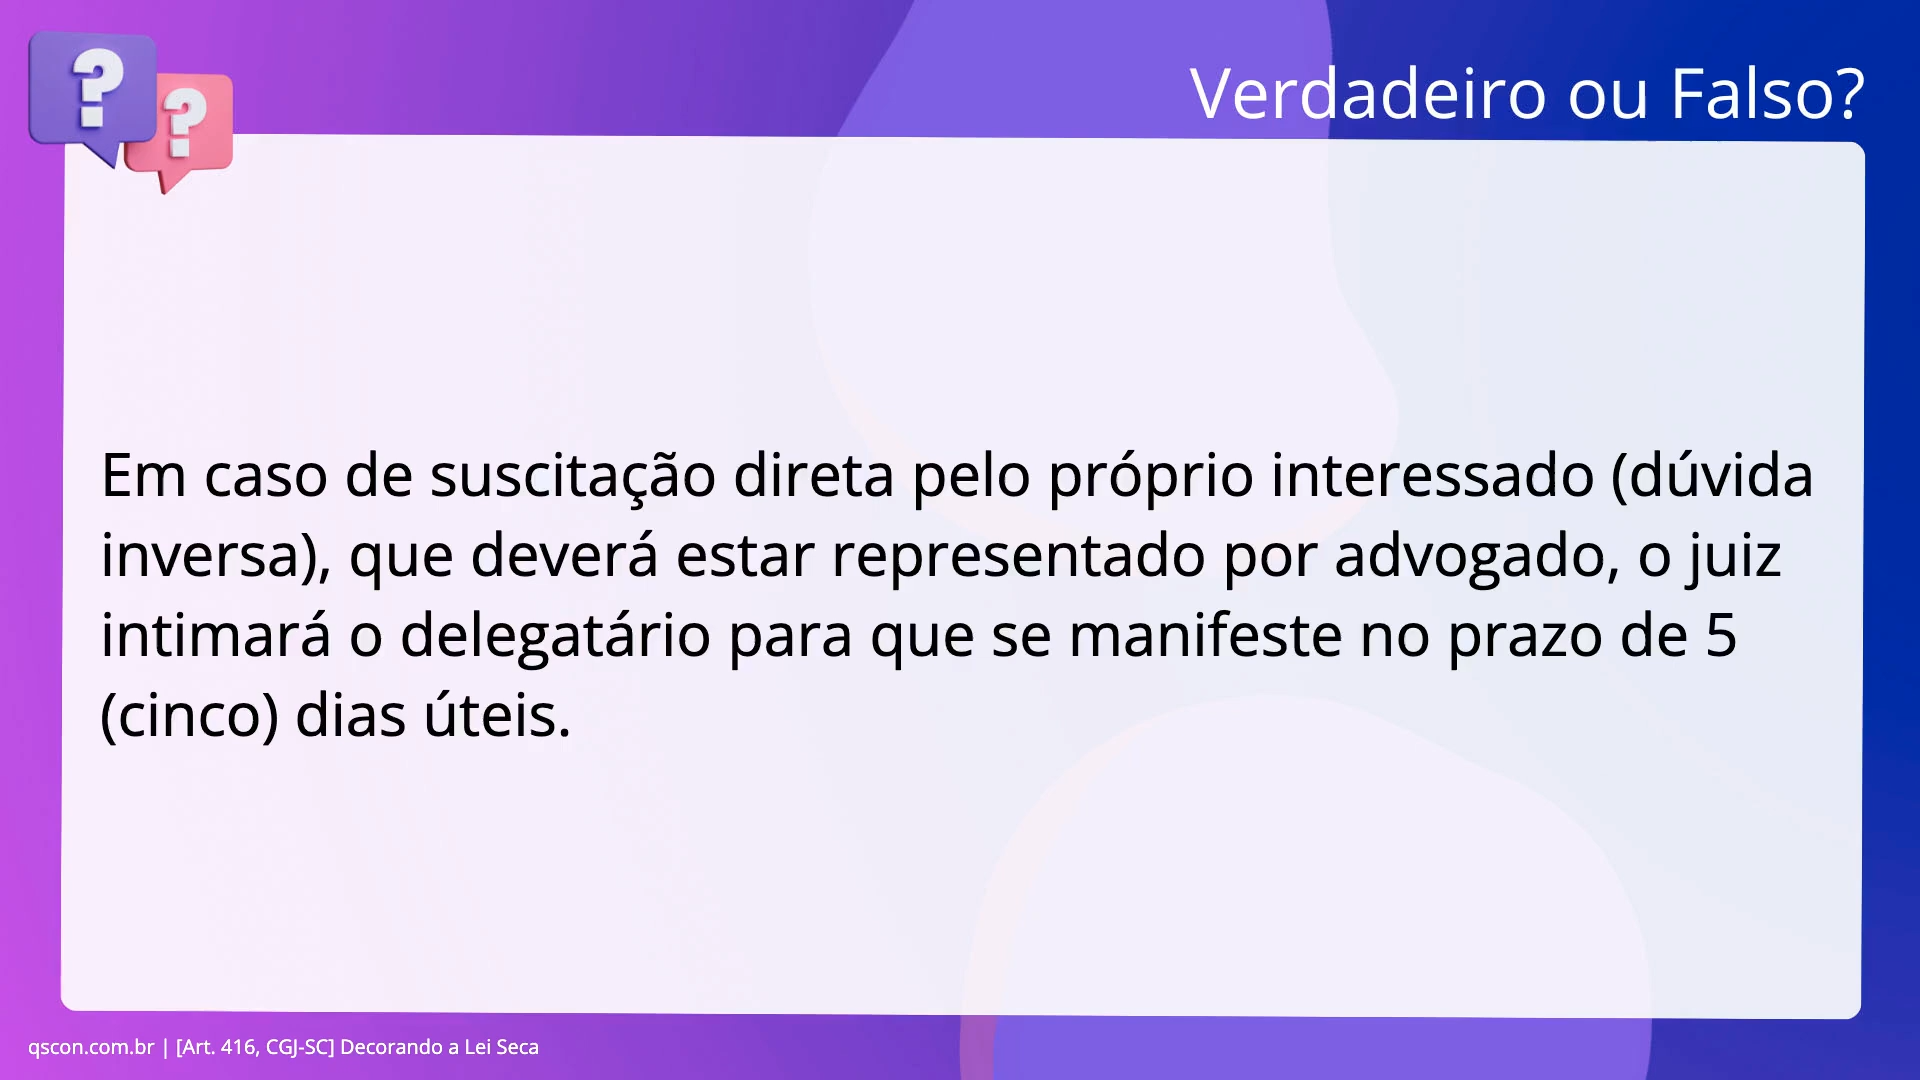 Verdadeiro ou Falso?
Em caso de suscitação direta pelo próprio interessado (dúvida
inversa), que deverá estar representado por advogado, o juiz
intimará o delegatário para que se manifeste no prazo de 5
(cinco) dias úteis.
qscon.com.br | [Art. 416, CGJ-SC] Decorando a Lei Seca